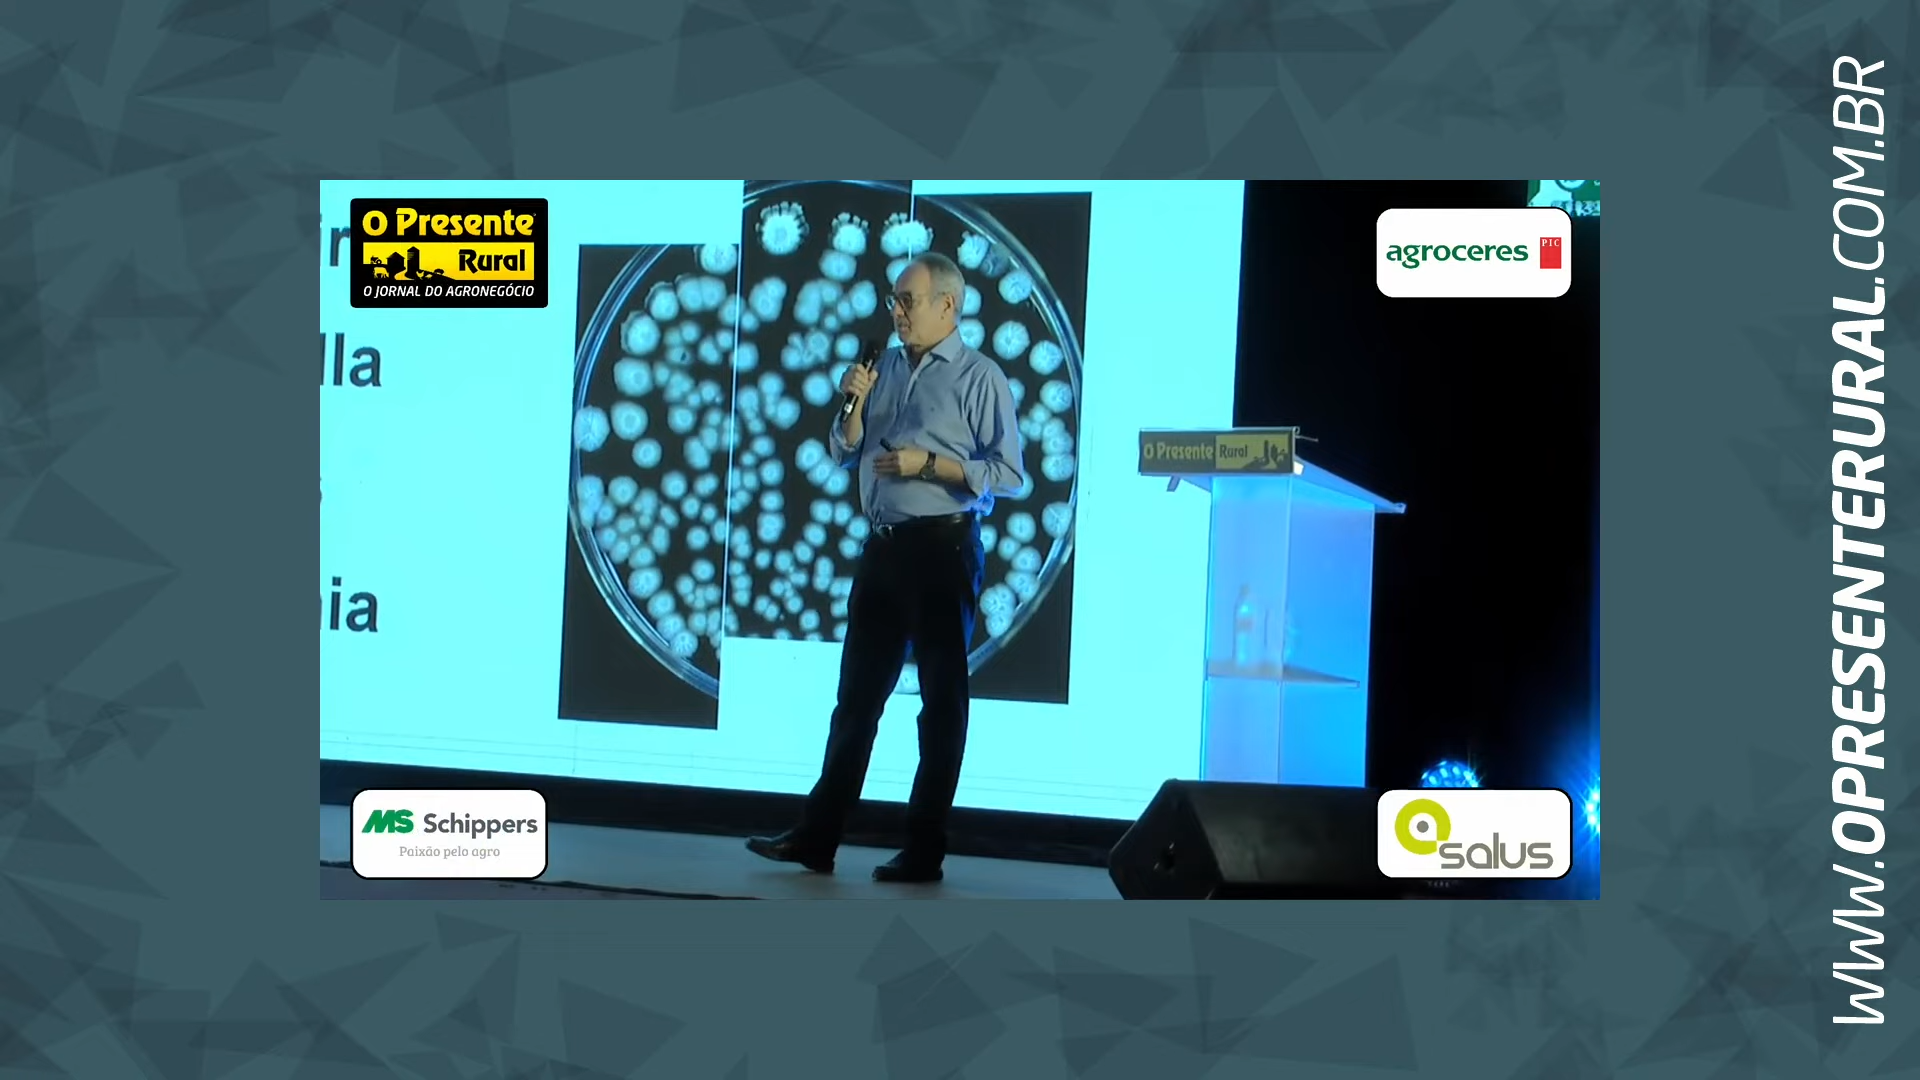 O Presente
Rural
O JORNAL DO AGRONEGÓCIO
agroceres PIC
lla
ia
O Presente Rural
MS Schippers
Paixão pelo agro
salus
WWW.OPRESENTERURAL.COM.BR